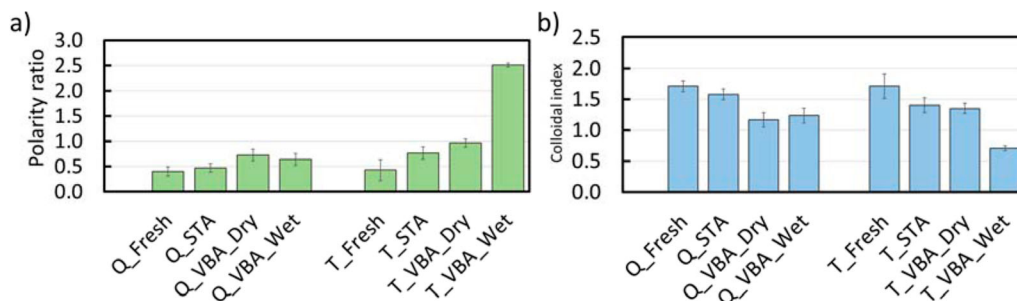 a)
Polarity ratio
3.0
2.5
2.0
1.5
1.0
0.5
0.0
Q_Fresh
Q_STA
Q_VBA_Dry
Q_VBA_Wet
T_Fresh
T_STA
T_VBA_Dry
T_VBA_Wet
b)
Colloidal index
2.5
2.0
1.5
1.0
0.5
0.0
Q_Fresh
Q_STA
Q_VBA_Dry
Q_VBA_Wet
T_Fresh
T_STA
T_VBA_Dry
T_VBA_Wet